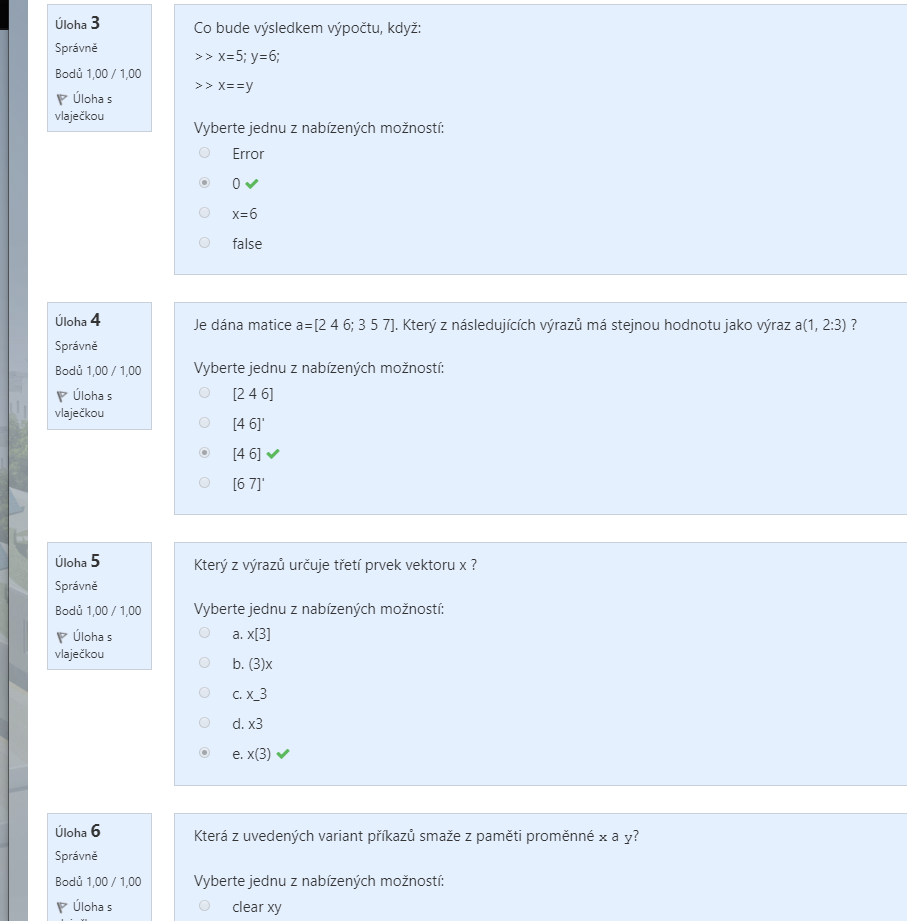 Úloha 3
Správně
Bodů 1,00 / 1,00
Úloha s
vlaječkou
Co bude výsledkem výpočtu, když:
>> x=5; y=6;
>> x==y
Vyberte jednu z nabízených možností:
Error
0
x=6
false
Úloha 4
Správně
Bodů 1,00 / 1,00
Úloha s
vlaječkou
Je dána matice a=[2 4 6; 3 5 7]. Který z následujících výrazů má stejnou hodnotu jako výraz a(1, 2:3) ?
Vyberte jednu z nabízených možností:
[2 4 6]
[4 6]'
[4 6]
[6 7]'
Úloha 5
Správně
Bodů 1,00 / 1,00
Úloha s
vlaječkou
Který z výrazů určuje třetí prvek vektoru x ?
Vyberte jednu z nabízených možností:
a. x[3]
b. (3)x
c. x_3
d. x3
e. x(3)
Úloha 6
Správně
Bodů 1,00 / 1,00
Úloha s
Která z uvedených variant příkazů smaže z paměti proměnné x a y?
Vyberte jednu z nabízených možností:
clear xy